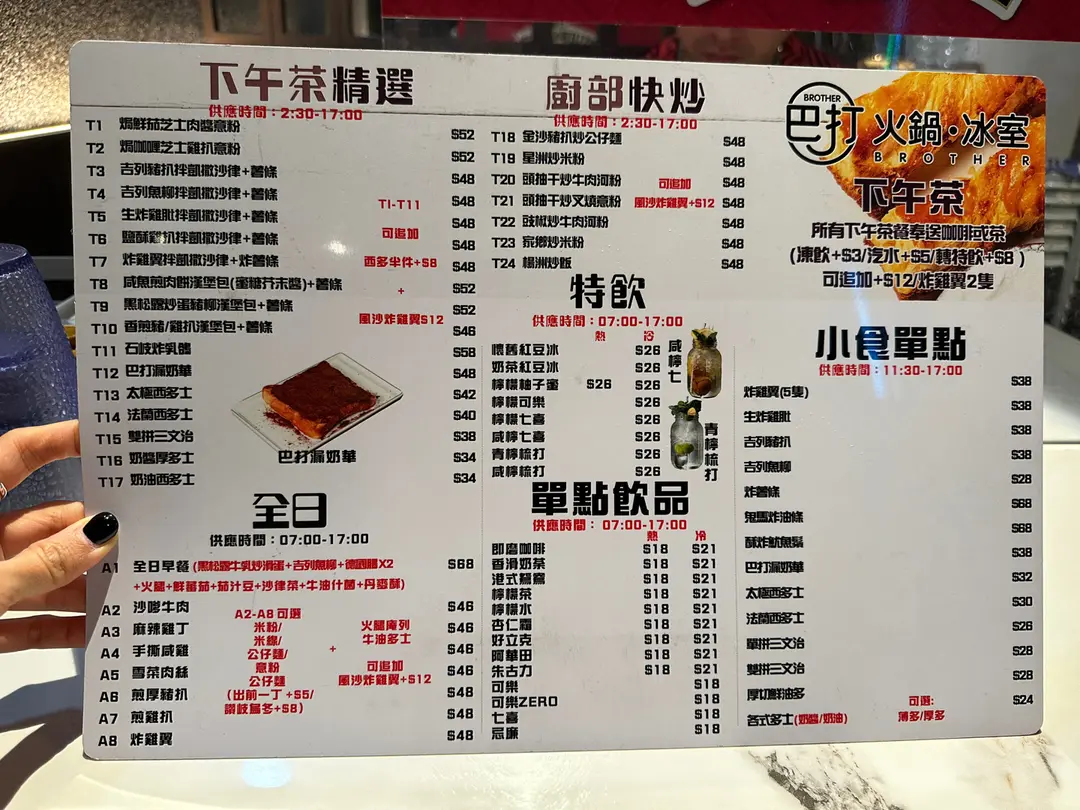 下午茶精選
供應時間：2:30-17:00
T1 焗鮮茄芝士肉醬意粉 $52
T2 焗咖喱芝士雞扒意粉 $52
T3 吉列豬扒拌凱撒沙律+薯條 $48
T4 吉列魚柳拌凱撒沙律+薯條 $48
T5 生炸雞肶拌凱撒沙律+薯條 $48
T6 鹽酥雞扒拌凱撒沙律+薯條 $48
T7 炸雞翼拌凱撒沙律+炸薯條 $48
T8 咸魚煎肉餅漢堡包(蜜糖芥末醬)+薯條 $52
T9 黑松露炒蛋豬柳漢堡包+薯條 $52
T10 香煎豬/雞扒漢堡包+薯條 $46
T11 石岐炸乳鴿 $58
T12 巴打漏奶華 $48
T13 太極西多士 $42
T14 法蘭西多士 $40
T15 雙拼三文治 $38
T16 奶醬厚多士 $34
T17 奶油西多士 $34
T1-T11
可追加
西多半件+$8
+
風沙炸雞翼$12
巴打漏奶華
全日
供應時間：07:00-17:00
A1 全日早餐(黑松露牛乳炒滑蛋+吉列魚柳+德國腸X2 $68
+火腿+鮮蕃茄+茄汁豆+沙律菜+牛油什菌+丹麥酥)
A2 沙嗲牛肉 $46
A3 麻辣雞丁 $46
A4 手撕咸雞 $46
A5 雪菜肉絲 $46
A6 煎厚豬扒 $48
A7 煎雞扒 $48
A8 炸雞翼 $48
A2-A8可選
米粉/
米線/
公仔麵/
意粉
公仔麵
(出前一丁+$5/
讚岐烏冬+$8)
+
火腿奄列
牛油多士
可追加
風沙炸雞翼+$12
廚部快炒
供應時間：2:30-17:00
T18 金沙豬扒炒公仔麵 $48
T19 星洲炒米粉 $48
T20 頭抽干炒牛肉河粉 $48
T21 頭抽干炒叉燒意粉 $48
T22 豉椒炒牛肉河粉 $48
T23 家鄉炒米粉 $48
T24 楊洲炒飯 $48
可追加
風沙炸雞翼+$12
特飲
供應時間：07:00-17:00
熱 冷
懷舊紅豆冰 $26
奶茶紅豆冰 $26
檸檬柚子蜜 $26 $26
檸檬可樂 $26
檸檬七喜 $26
咸檸七喜 $26
青檸梳打 $26
咸檸梳打 $26
咸檸七
青檸梳打
單點飲品
供應時間：07:00-17:00
熱 冷
即磨咖啡 $18 $21
香滑奶茶 $18 $21
港式鴛鴦 $18 $21
檸檬茶 $18 $21
檸檬水 $18 $21
杏仁霜 $18 $21
好立克 $18 $21
阿華田 $18 $21
朱古力 $18 $21
可樂 $18
可樂ZERO $18
七喜 $18
忌廉 $18
BROTHER
巴打 火鍋·冰室
BROTHER
下午茶
所有下午茶餐奉送咖啡或茶
(凍飲+$3/汽水+$5/轉特飲+$8)
可追加+$12/炸雞翼2隻
小食單點
供應時間：11:30-17:00
炸雞翼(5隻) $38
生炸雞肶 $38
吉列豬扒 $38
吉列魚柳 $38
炸薯條 $28
鬼馬炸油條 $68
酥炸魷魚鬚 $68
巴打漏奶華 $38
太極西多士 $32
法蘭西多士 $30
單拼三文治 $26
雙拼三文治 $28
厚切鮮油多 $28
各式多士(奶醬/奶油) $24
可選:
薄多/厚多